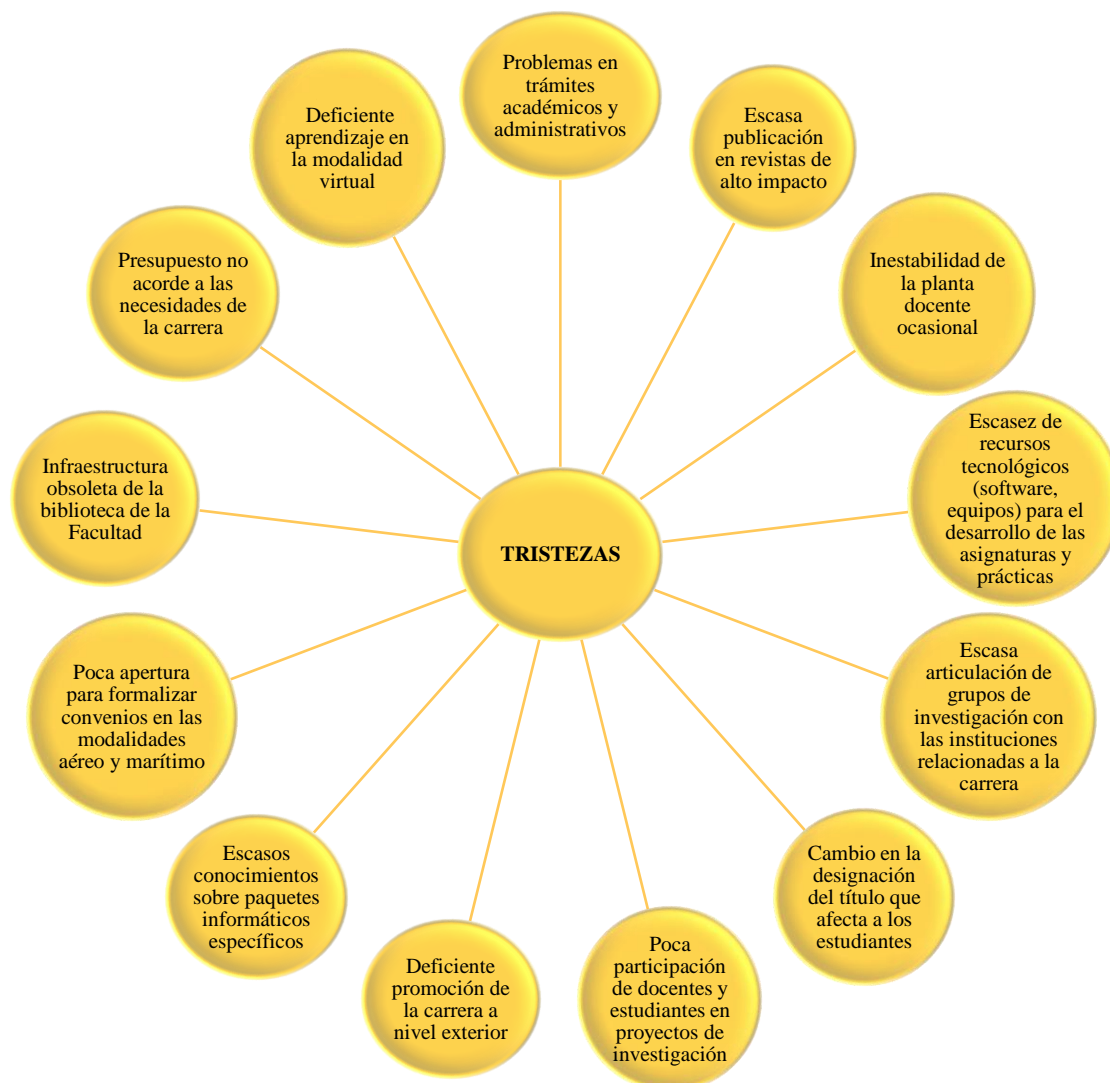 Problemas en
trámites
académicos y
administrativos
Escasa
publicación
en revistas de
alto impacto
Inestabilidad de
la planta
docente
ocasional
Escasez de
recursos
tecnológicos
(software,
equipos) para el
desarrollo de las
asignaturas y
prácticas
Escasa
articulación de
grupos de
investigación con
las instituciones
relacionadas a la
carrera
Cambio en la
designación
del título que
afecta a los
estudiantes
Poca
participación
de docentes y
estudiantes en
proyectos de
investigación
Deficiente
promoción de
la carrera a
nivel exterior
Escasos
conocimientos
sobre paquetes
informáticos
específicos
Poca apertura
para formalizar
convenios en las
modalidades
aéreo y marítimo
Infraestructura
obsoleta de la
biblioteca de la
Facultad
Presupuesto no
acorde a las
necesidades de
la carrera
Deficiente
aprendizaje en
la modalidad
virtual
TRISTEZAS